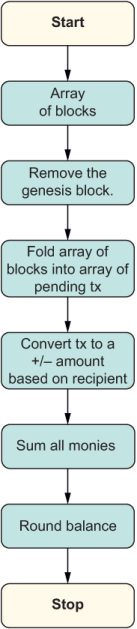 Start
Array
of blocks
Remove the
genesis block.
Fold array of
blocks into array of
pending tx
Convert tx to a
+/– amount
based on recipient
Sum all monies
Round balance
Stop